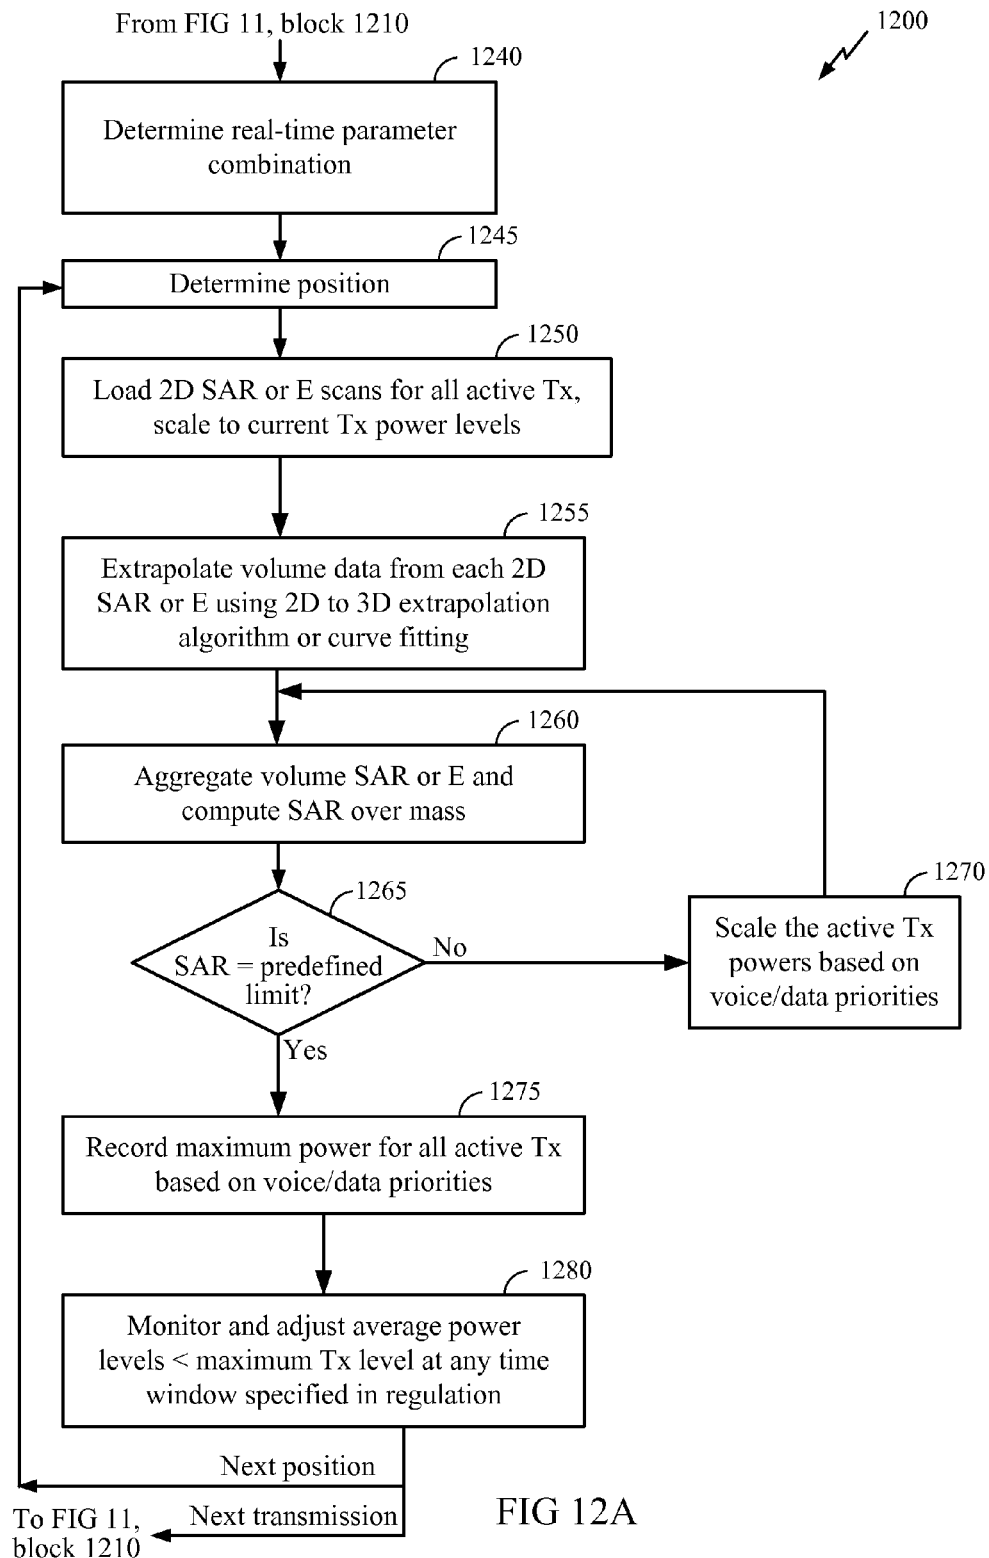 From FIG 11, block 1210
1200
1240
Determine real-time parameter
combination
1245
Determine position
1250
Load 2D SAR or E scans for all active Tx,
scale to current Tx power levels
1255
Extrapolate volume data from each 2D
SAR or E using 2D to 3D extrapolation
algorithm or curve fitting
1260
Aggregate volume SAR or E and
compute SAR over mass
1265
Is
SAR = predefined
limit?
No
1270
Scale the active Tx
powers based on
voice/data priorities
Yes
1275
Record maximum power for all active Tx
based on voice/data priorities
1280
Monitor and adjust average power
levels < maximum Tx level at any time
window specified in regulation
Next position
Next transmission
To FIG 11,
block 1210
FIG 12A